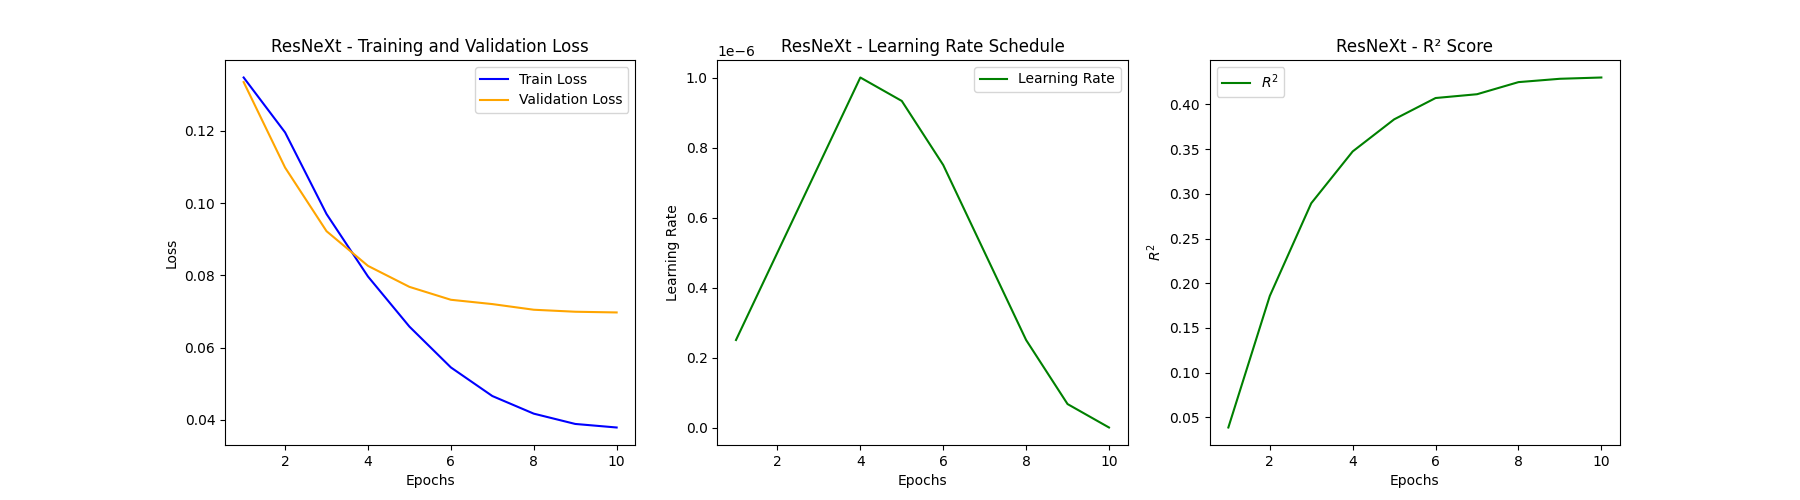 ResNeXt - Training and Validation Loss
Train Loss
Validation Loss
0.12
0.10
0.08
0.06
0.04
Loss
2 4 6 8 10
Epochs
ResNeXt - Learning Rate Schedule
1e−6
Learning Rate
1.0
0.8
0.6
0.4
0.2
0.0
Learning Rate
2 4 6 8 10
Epochs
ResNeXt - R² Score
R²
0.40
0.35
0.30
0.25
0.20
0.15
0.10
0.05
R²
2 4 6 8 10
Epochs